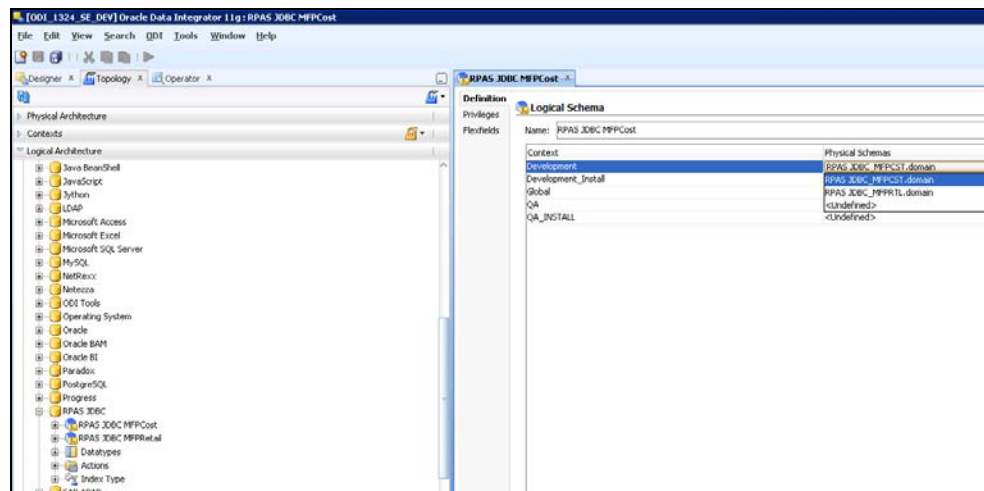 [ODI_1324_SE_DEV] Oracle Data Integrator 11g : RPAS JDBC MFPCost
File Edit View Search ODI Tools Window Help
Designer Topology Operator
Physical Architecture
Contexts
Logical Architecture
Java BeanShell
JavaScript
Jython
LDAP
Microsoft Access
Microsoft Excel
Microsoft SQL Server
MySQL
NetRexx
Netezza
ODI Tools
Operating System
Oracle
Oracle BAM
Oracle BI
Paradox
PostgreSQL
Progress
RPAS JDBC
RPAS JDBC MFPCost
RPAS JDBC MFPRetail
Datatypes
Actions
Index Type
RPAS JDBC MFPCost
Definition
Privileges
Flexfields
Logical Schema
Name: RPAS JDBC MFPCost
Context Physical Schemas
Development RPAS JDBC_MFPCST.domain
Development_Install RPAS JDBC_MFPCST.domain
Global RPAS JDBC_MFPRTL.domain
QA <Undefined>
QA_INSTALL <Undefined>